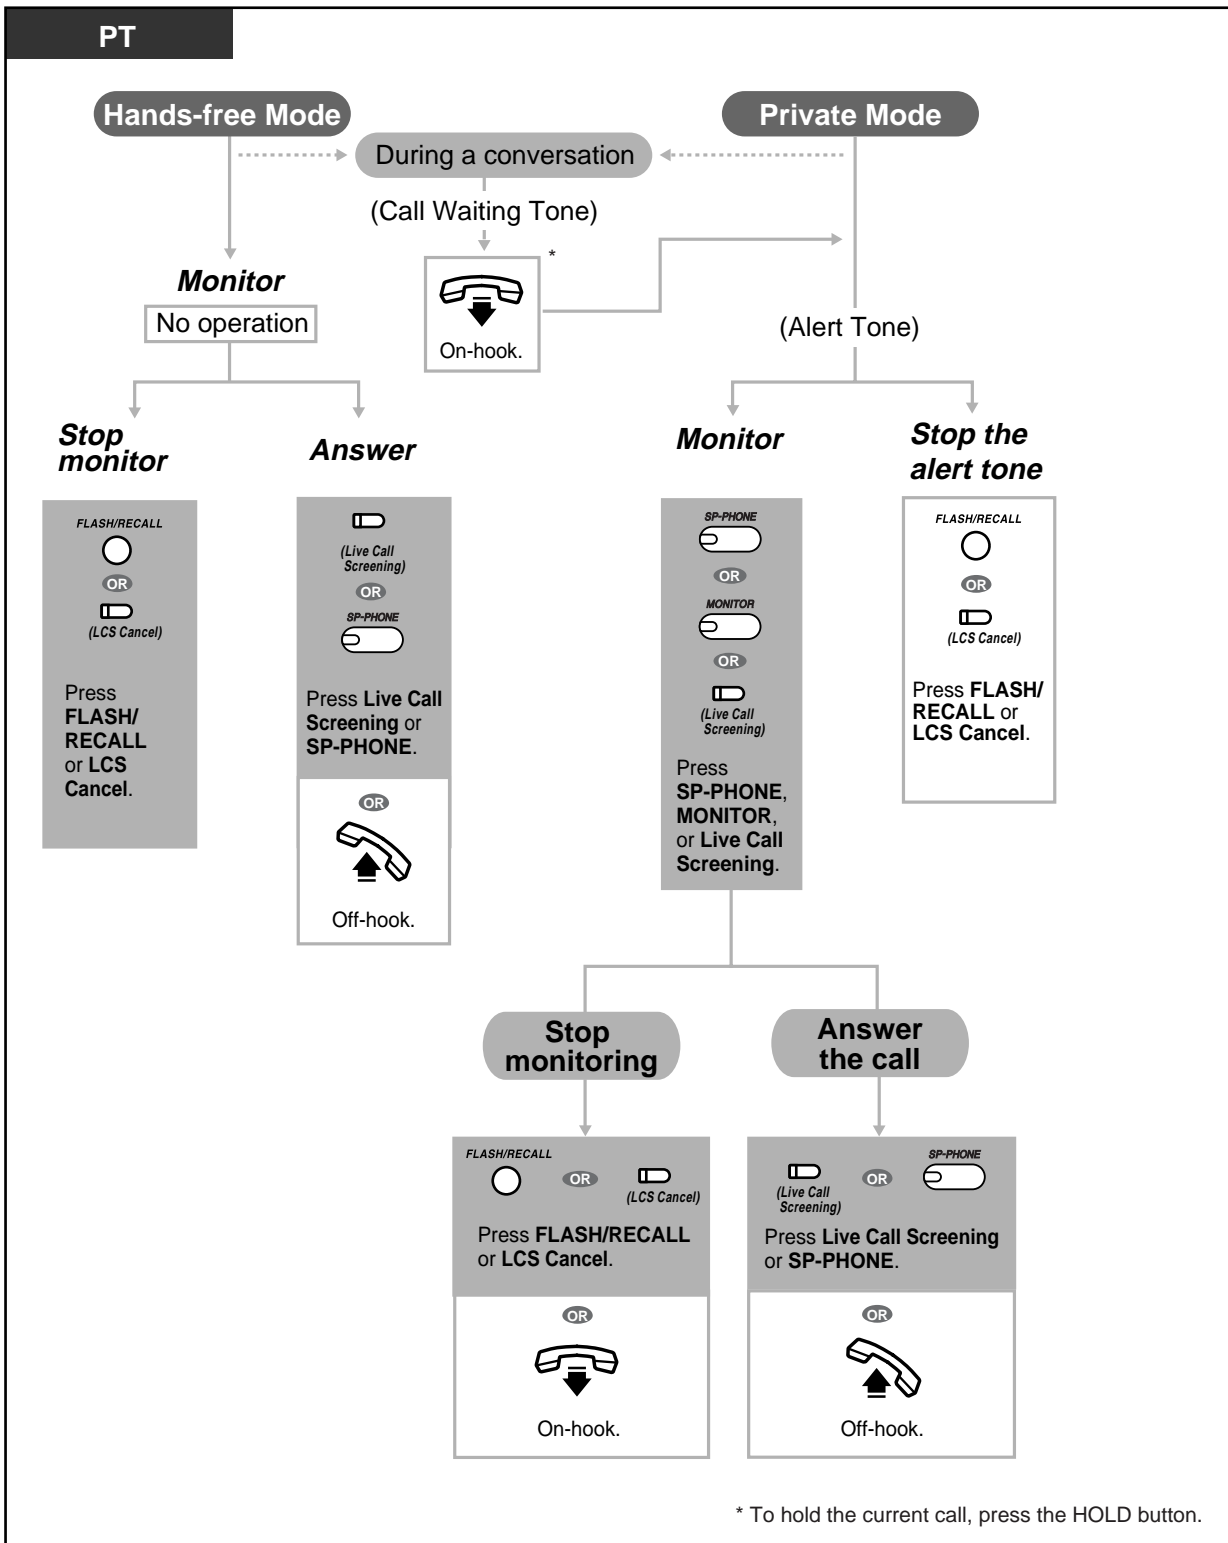 PT
Hands-free Mode
Private Mode
During a conversation
(Call Waiting Tone)
*
On-hook.
Monitor
No operation
(Alert Tone)
Stop
monitor
FLASH/RECALL
OR
(LCS Cancel)
Press
FLASH/
RECALL
or LCS
Cancel.
Answer
(Live Call
Screening)
OR
SP-PHONE
Press Live Call
Screening or
SP-PHONE.
OR
Off-hook.
Monitor
SP-PHONE
OR
MONITOR
OR
(Live Call
Screening)
Press
SP-PHONE,
MONITOR,
or Live Call
Screening.
Stop the
alert tone
FLASH/RECALL
OR
(LCS Cancel)
Press FLASH/
RECALL or
LCS Cancel.
Stop
monitoring
FLASH/RECALL
OR
(LCS Cancel)
Press FLASH/RECALL
or LCS Cancel.
OR
On-hook.
Answer
the call
(Live Call
Screening)
OR
SP-PHONE
Press Live Call Screening
or SP-PHONE.
OR
Off-hook.
* To hold the current call, press the HOLD button.